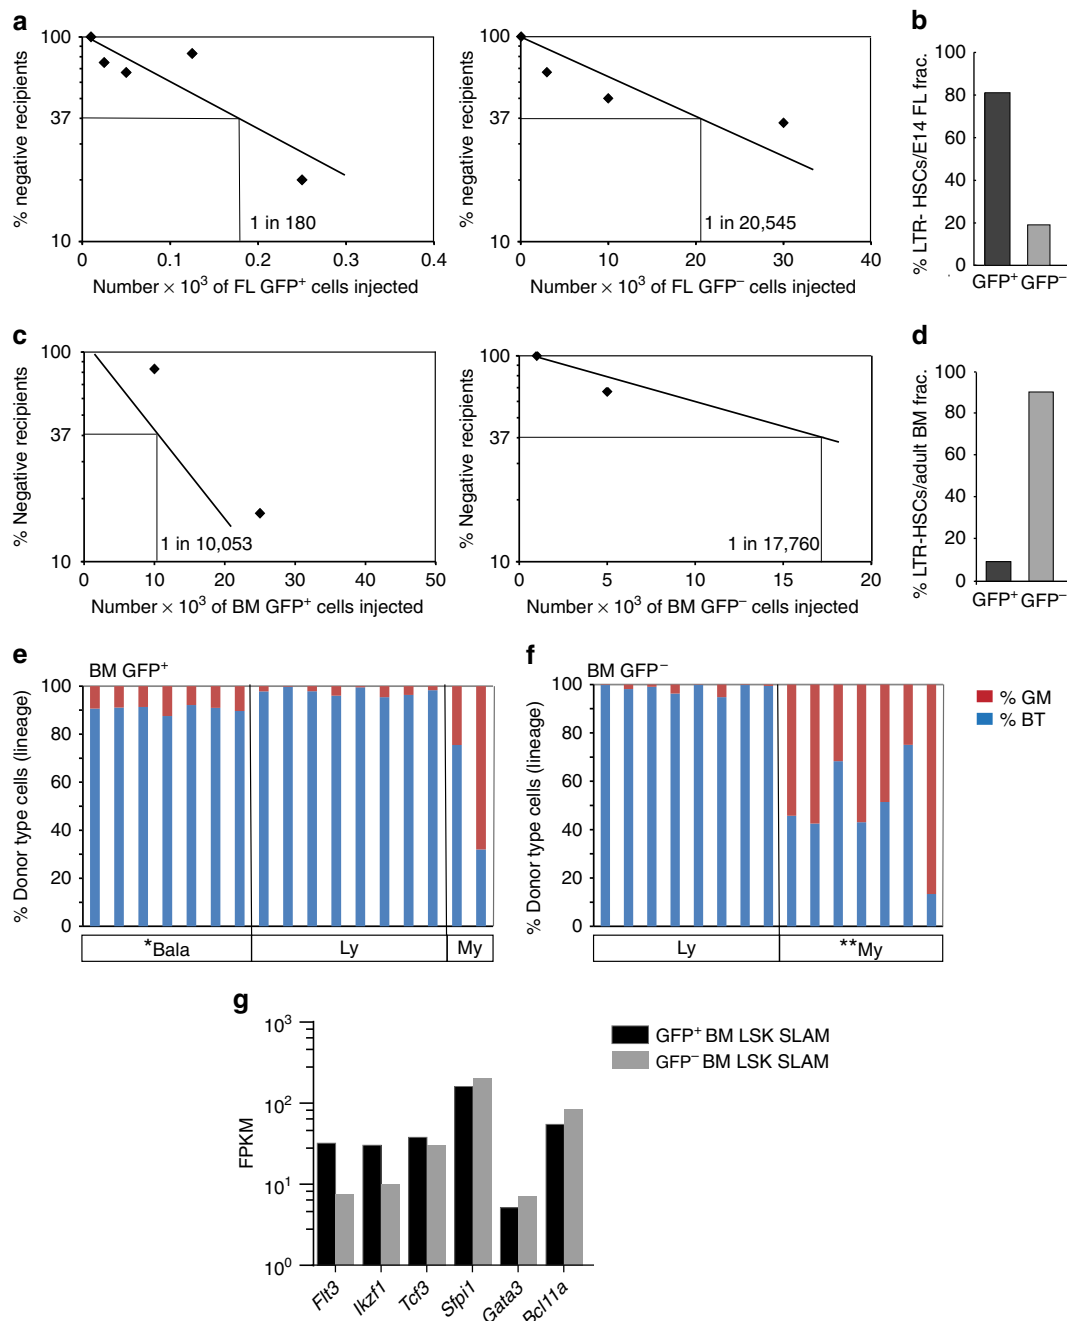 a
100
37
10
% negative recipients
1 in 180
0 0.1 0.2 0.3 0.4
Number × 10³ of FL GFP⁺ cells injected
100
37
10
% negative recipients
1 in 20,545
0 10 20 30 40
Number × 10³ of FL GFP⁻ cells injected
b
100
80
60
40
20
0
% LTR- HSCs/E14 FL frac.
GFP⁺ GFP⁻
c
100
37
10
% Negative recipients
1 in 10,053
0 10 20 30 40 50
Number × 10³ of BM GFP⁺ cells injected
100
37
10
% Negative recipients
1 in 17,760
0 5 10 15 20
Number × 10³ of BM GFP⁻ cells injected
d
100
80
60
40
20
0
% LTR-HSCs/adult BM frac.
GFP⁺ GFP⁻
e
BM GFP⁺
100
80
60
40
20
0
% Donor type cells (lineage)
*Bala Ly My
f
BM GFP⁻
100
80
60
40
20
0
% Donor type cells (lineage)
Ly **My
% GM
% BT
g
10³
10²
10¹
10⁰
FPKM
GFP⁺ BM LSK SLAM
GFP⁻ BM LSK SLAM
Flt3 Ikzf1 Tcf3 Sfpi1 Gata3 Bcl11a